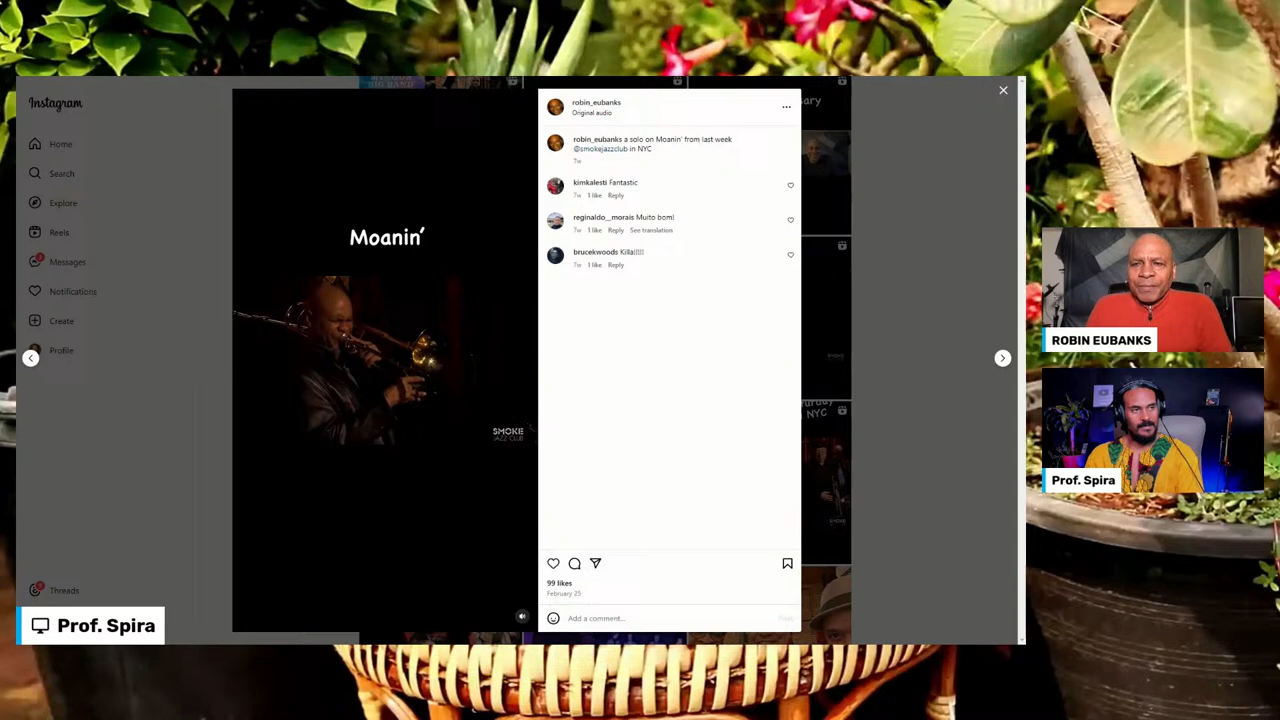 Instagram
Home
Search
Explore
Reels
Messages
Notifications
Create
Profile
Threads
Prof. Spira
Moanin'
SMOKE
JAZZ CLUB
robin_eubanks
Original audio
robin_eubanks a solo on Moanin' from last week
@smokejazzclub in NYC
7w
kimkalesti Fantastic
7w 1 like Reply
reginaldo_morais Muito bom!
7w 1 like Reply See translation
brucekwoods Killa!!!!!
7w 1 like Reply
99 likes
February 25
Add a comment...
Post
NYC
ROBIN EUBANKS
Prof. Spira